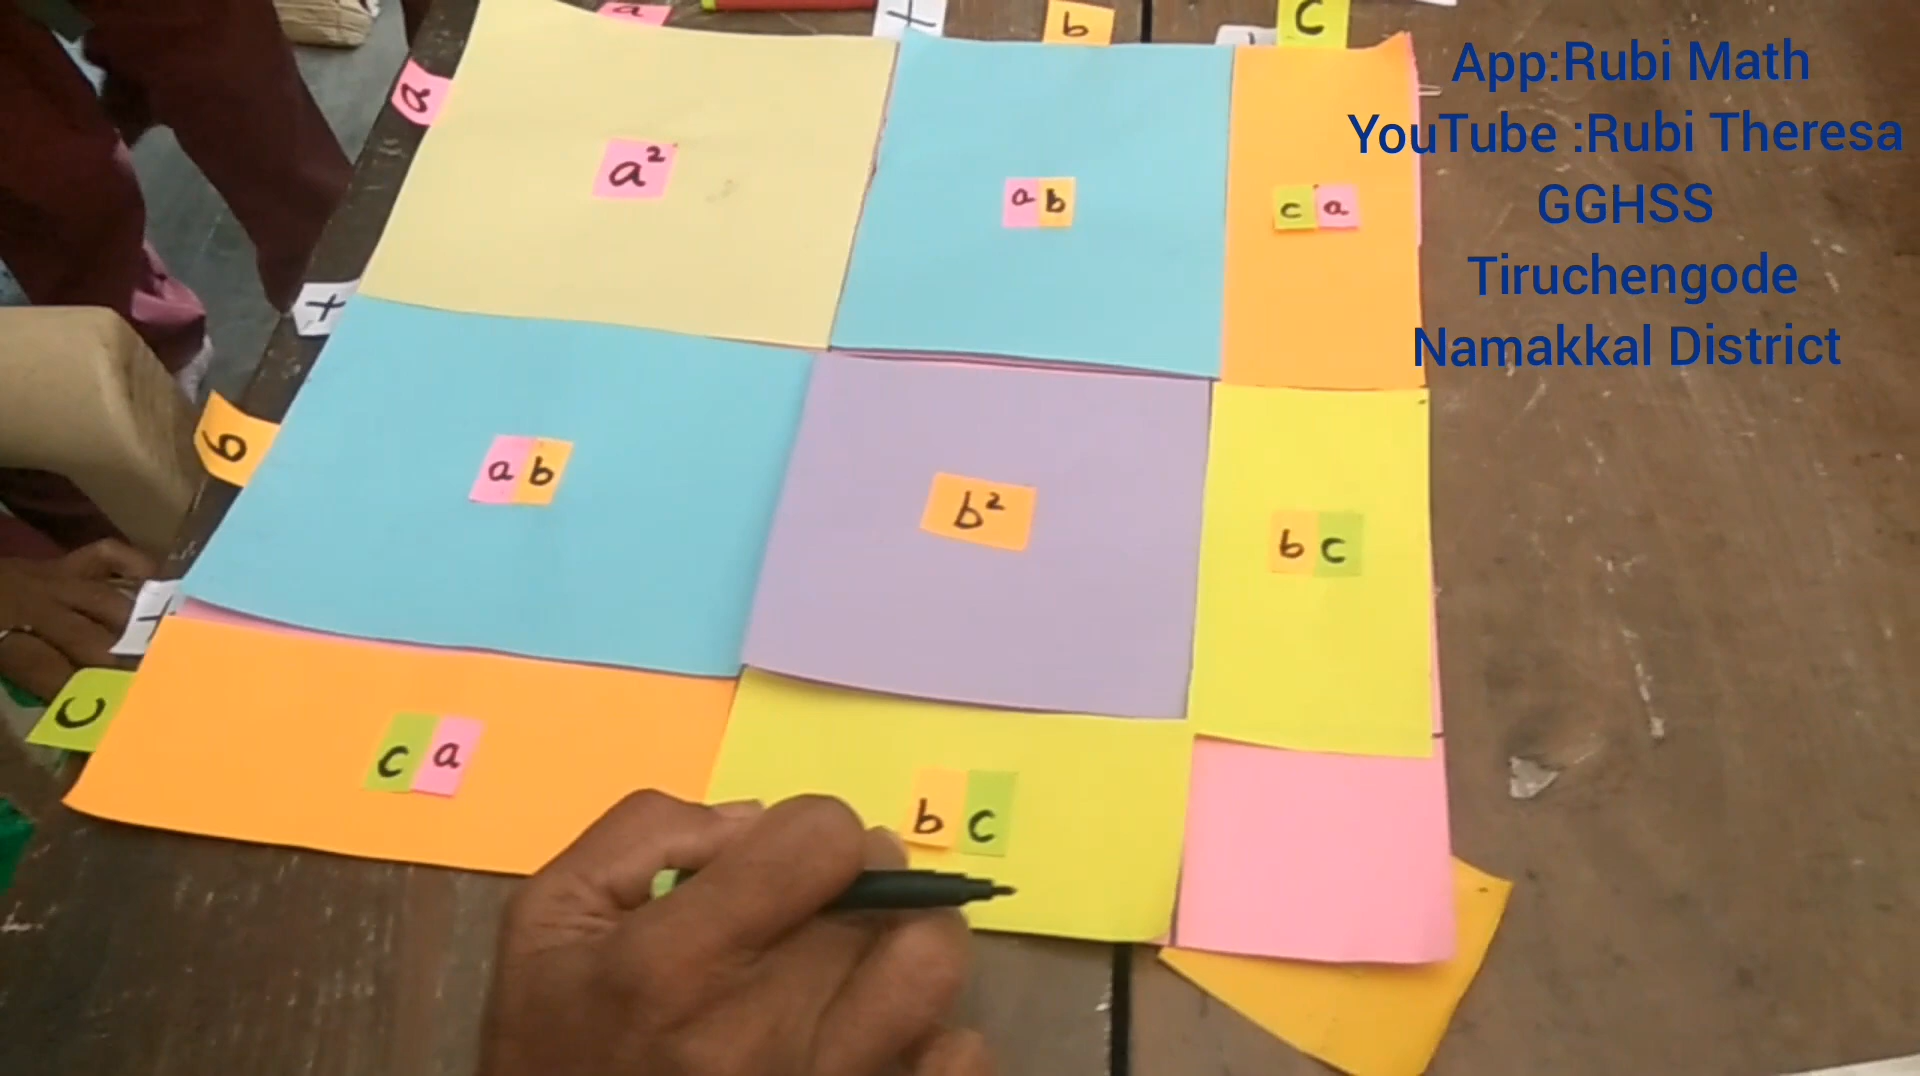 a + b C
App:Rubi Math
a
YouTube :Rubi Theresa
a²
ab
ca
GGHSS
Tiruchengode
+
Namakkal District
b
ab
b²
bc
+
C
ca
bc